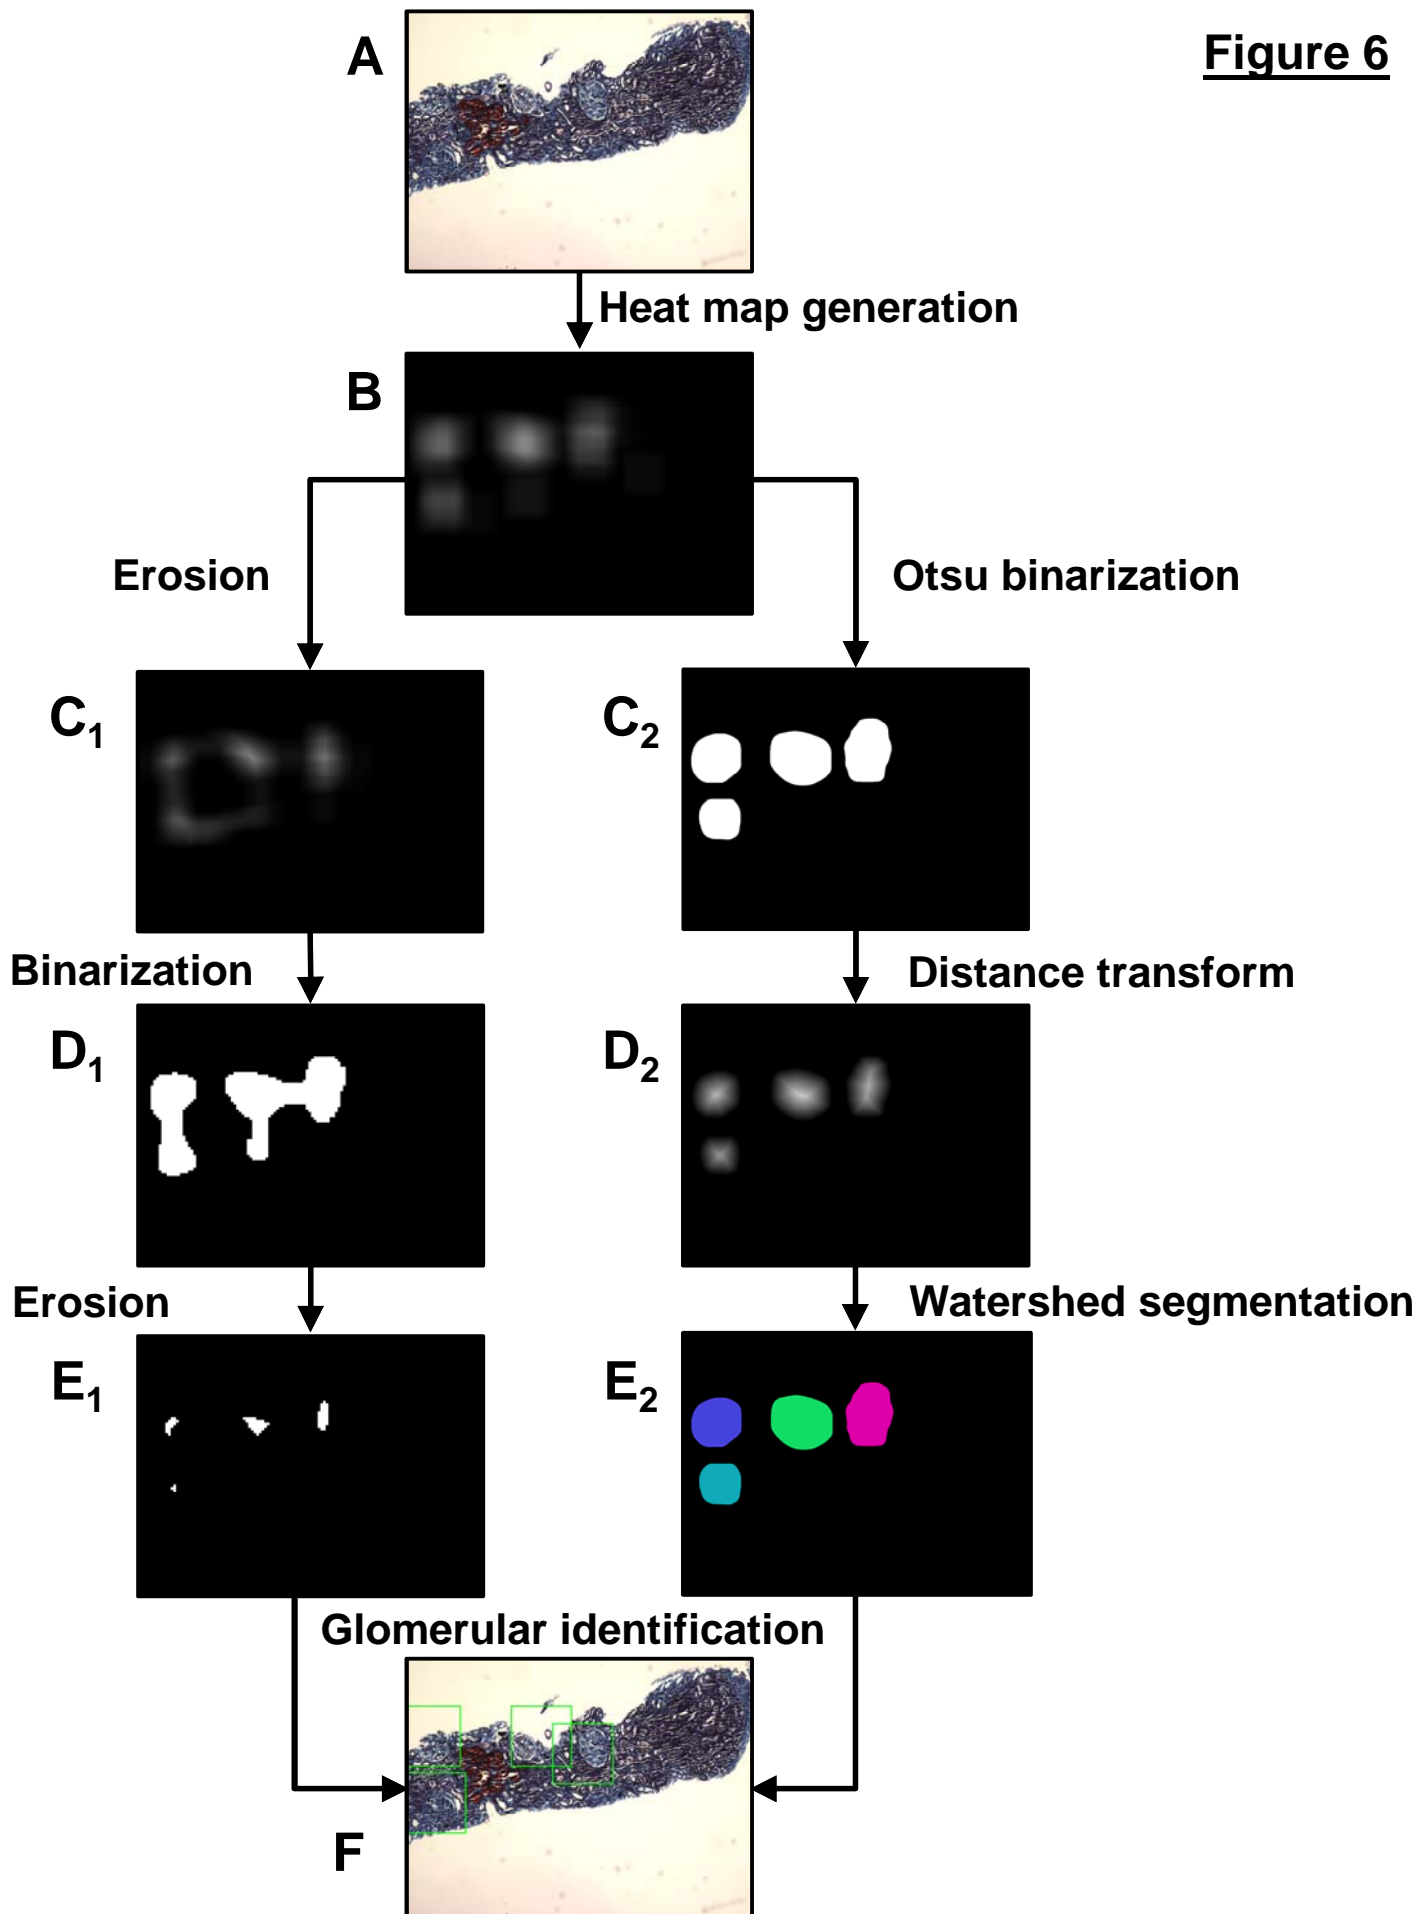 Figure 6
A
Heat map generation
B
Erosion
Otsu binarization
C1
C2
Binarization
Distance transform
D1
D2
Erosion
Watershed segmentation
E1
E2
Glomerular identification
F